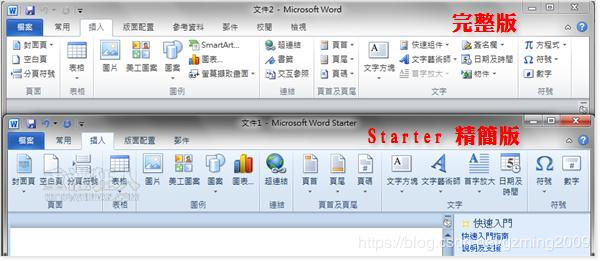 文件2 - Microsoft Word
完整版
檔案 常用 插入 版面配置 參考資料 郵件 校閱 檢視
封面頁 空白頁 分頁符號
頁面
表格
表格
圖片 美工圖案 圖案 SmartArt... 圖表... 螢幕擷取畫面
圖例
超連結 書籤 交互參照
連結
頁首 頁尾 頁碼
頁首及頁尾
文字方塊 快速組件 文字藝術師 首字放大 簽名欄 日期及時間 物件
文字
方程式 符號 數字
符號
文件1 - Microsoft Word Starter
Starter 精簡版
檔案 常用 插入 版面配置 郵件
封面頁 空白頁 分頁符號 表格 圖片 美工圖案 圖案 圖表... 超連結 頁首 頁尾 頁碼 文字方塊 文字藝術師 首字放大 日期及時間 符號 數字
頁面 表格 圖例 連結 頁首及頁尾 文字 符號
快速入門
快速入門指南
說明及支援